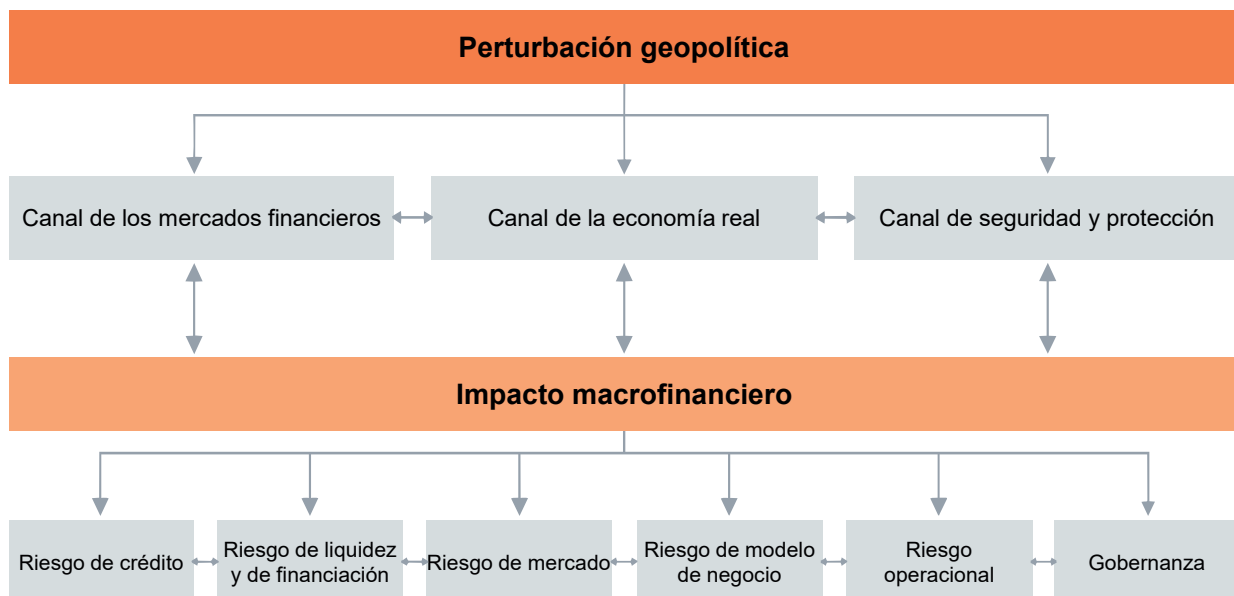 Perturbación geopolítica
Canal de los mercados financieros
Canal de la economía real
Canal de seguridad y protección
Impacto macrofinanciero
Riesgo de crédito
Riesgo de liquidez
y de financiación
Riesgo de mercado
Riesgo de modelo
de negocio
Riesgo
operacional
Gobernanza